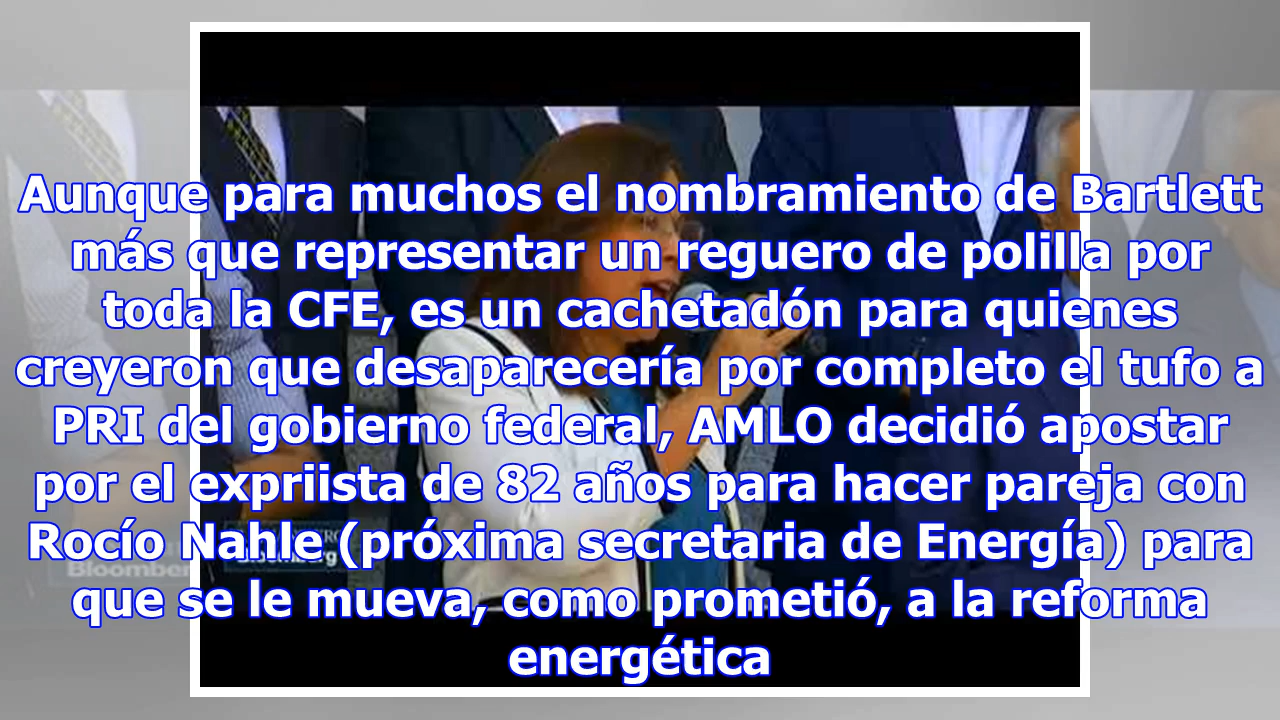 Aunque para muchos el nombramiento de Bartlett
más que representar un reguero de polilla por
toda la CFE, es un cachetadón para quienes
creyeron que desaparecería por completo el tufo a
PRI del gobierno federal, AMLO decidió apostar
por el expriista de 82 años para hacer pareja con
Rocío Nahle (próxima secretaria de Energía) para
que se le mueva, como prometió, a la reforma
energética
Bloomberg